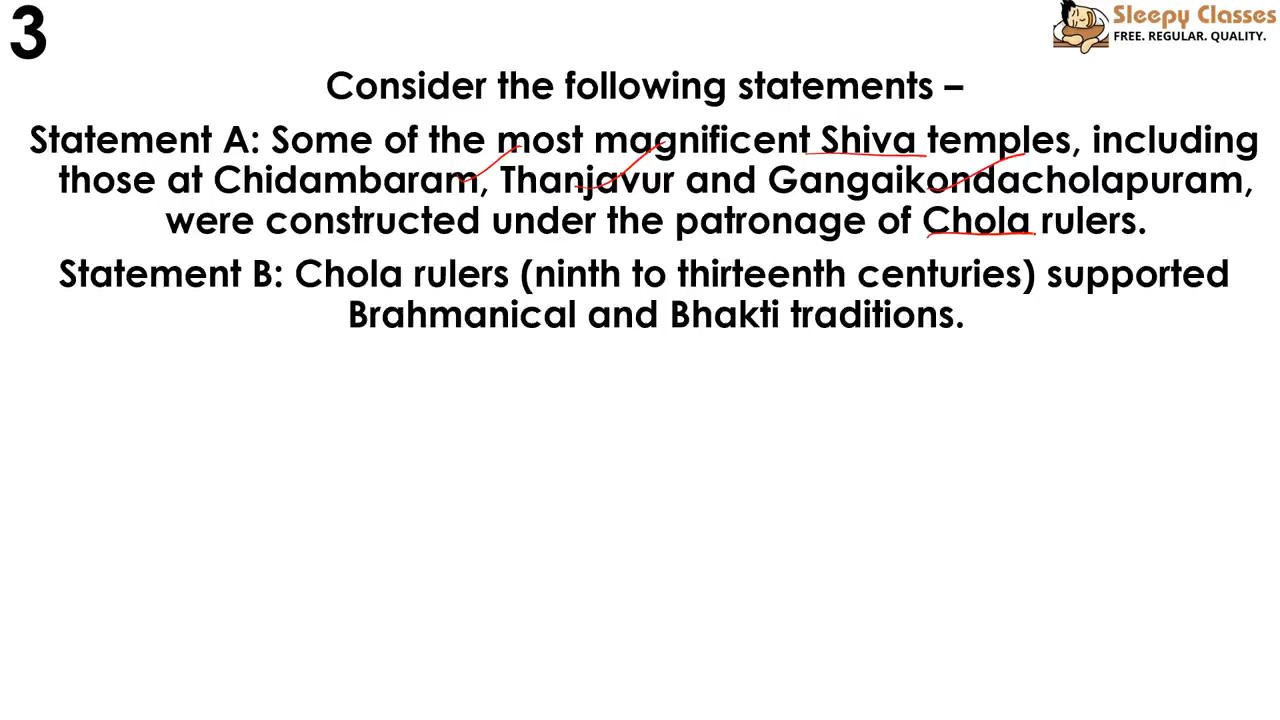 3
Sleepy Classes
FREE. REGULAR. QUALITY.
Consider the following statements –
Statement A: Some of the most magnificent Shiva temples, including
those at Chidambaram, Thanjavur and Gangaikondacholapuram,
were constructed under the patronage of Chola rulers.
Statement B: Chola rulers (ninth to thirteenth centuries) supported
Brahmanical and Bhakti traditions.